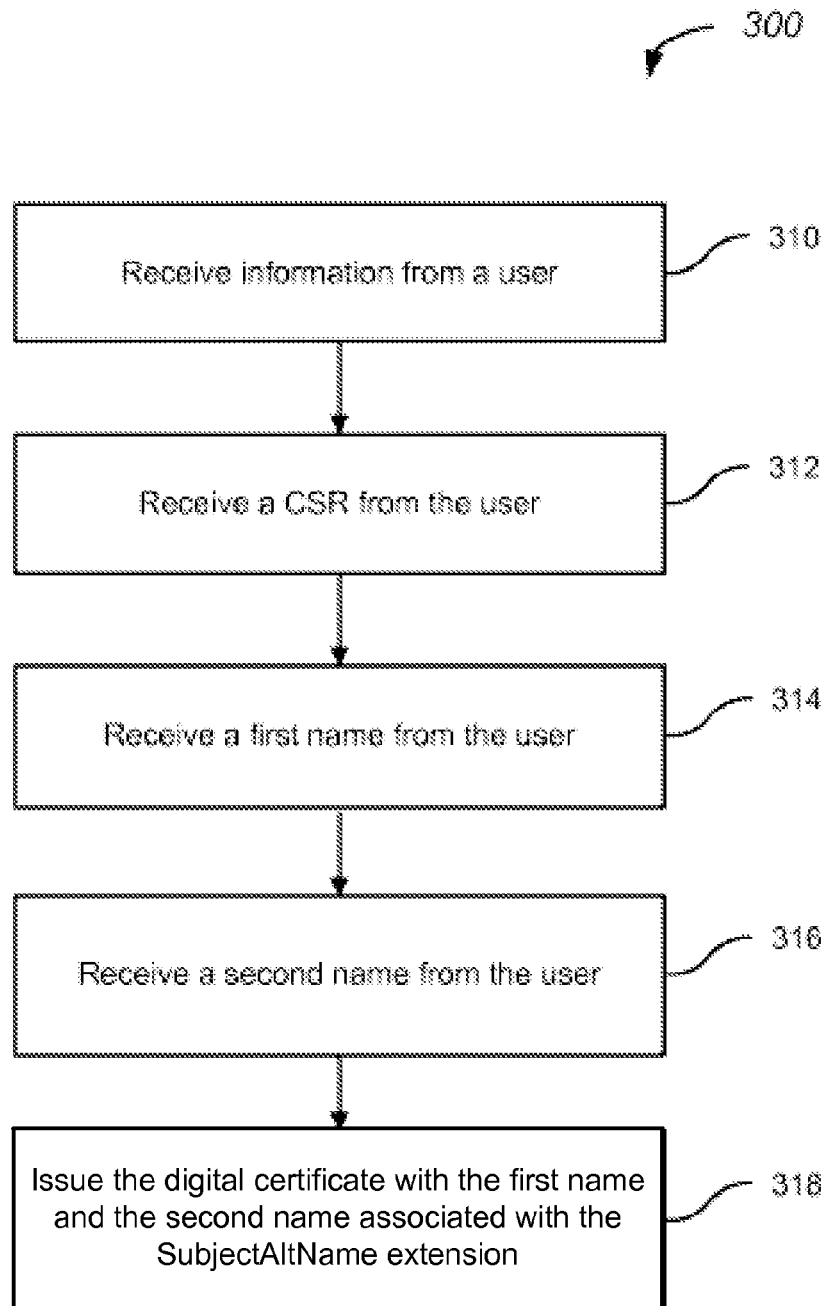 300
Receive information from a user
310
Receive a CSR from the user
312
Receive a first name from the user
314
Receive a second name from the user
316
Issue the digital certificate with the first name
and the second name associated with the
SubjectAltName extension
318